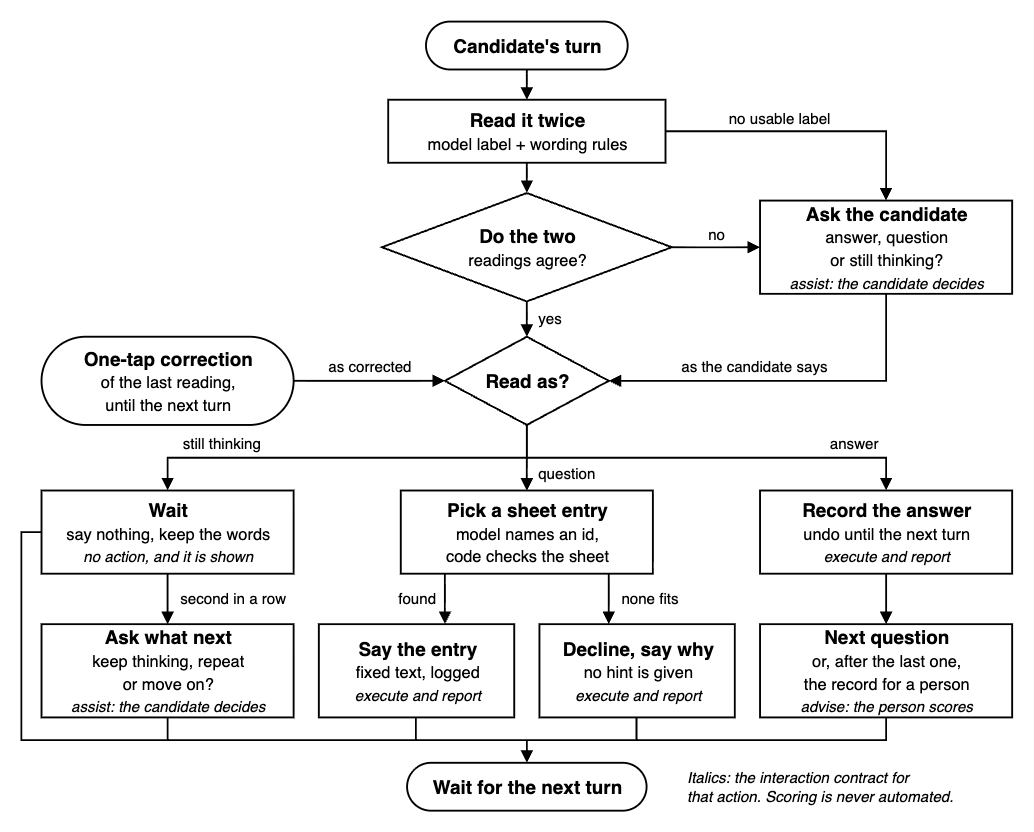 Candidate's turn
Read it twice
model label + wording rules
no usable label
Do the two
readings agree?
no
Ask the candidate
answer, question
or still thinking?
assist: the candidate decides
yes
One-tap correction
of the last reading,
until the next turn
as corrected
Read as?
as the candidate says
still thinking
question
answer
Wait
say nothing, keep the words
no action, and it is shown
Pick a sheet entry
model names an id,
code checks the sheet
Record the answer
undo until the next turn
execute and report
second in a row
found
none fits
Ask what next
keep thinking, repeat
or move on?
assist: the candidate decides
Say the entry
fixed text, logged
execute and report
Decline, say why
no hint is given
execute and report
Next question
or, after the last one,
the record for a person
advise: the person scores
Wait for the next turn
Italics: the interaction contract for
that action. Scoring is never automated.